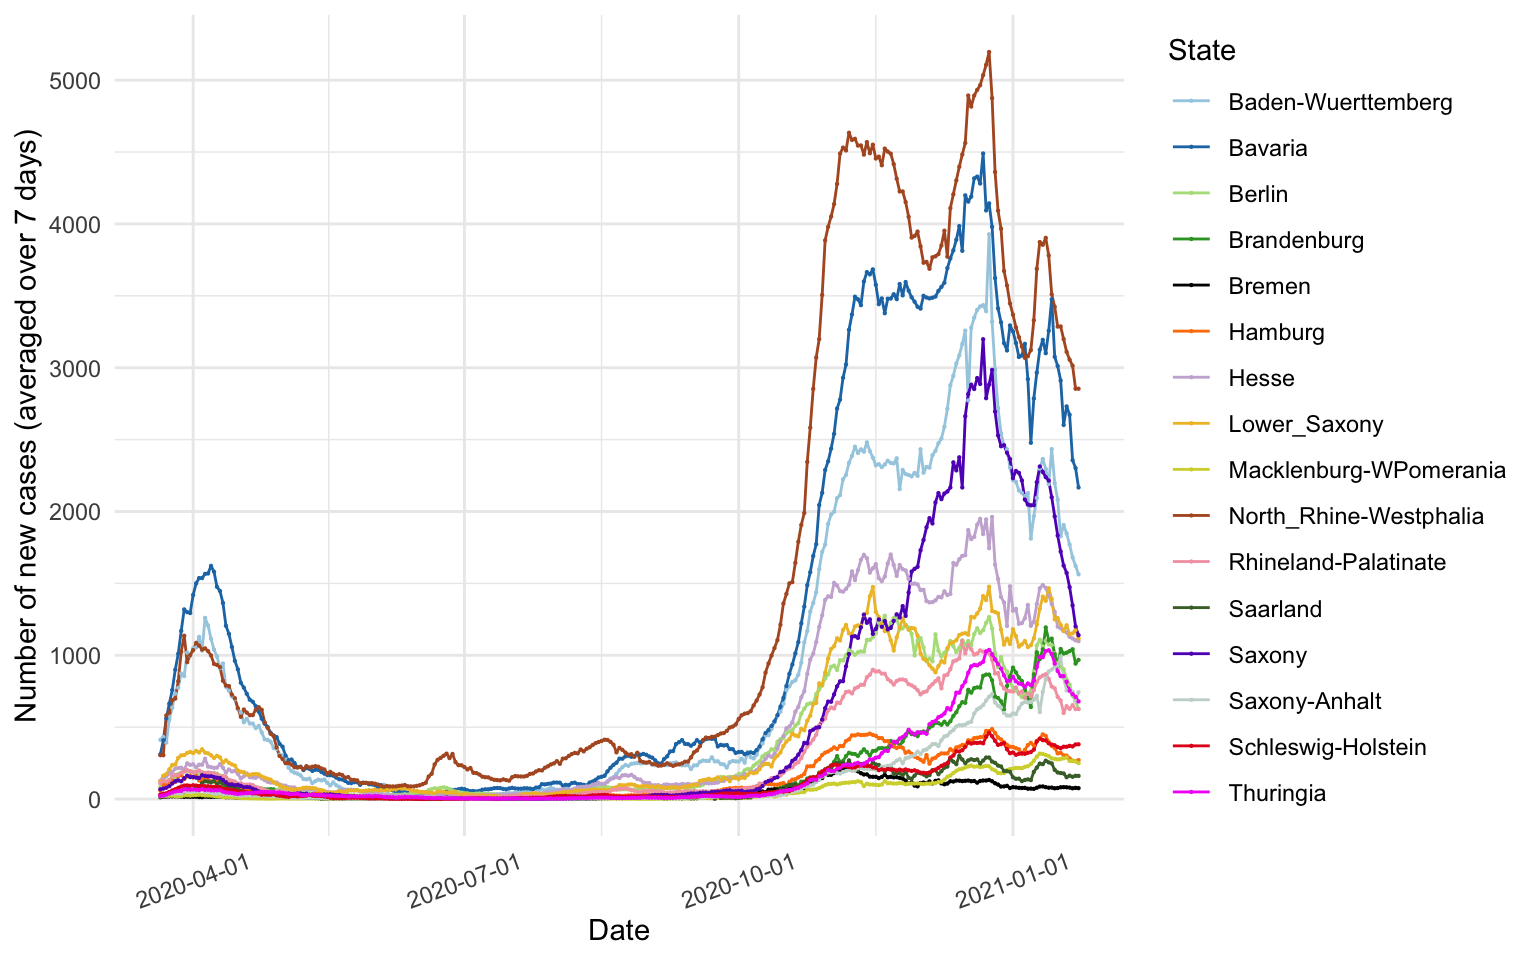 Number of new cases (averaged over 7 days)
5000
4000
3000
2000
1000
0
2020-04-01
2020-07-01
2020-10-01
2021-01-01
Date
State
Baden-Wuerttemberg
Bavaria
Berlin
Brandenburg
Bremen
Hamburg
Hesse
Lower_Saxony
Macklenburg-WPomerania
North_Rhine-Westphalia
Rhineland-Palatinate
Saarland
Saxony
Saxony-Anhalt
Schleswig-Holstein
Thuringia